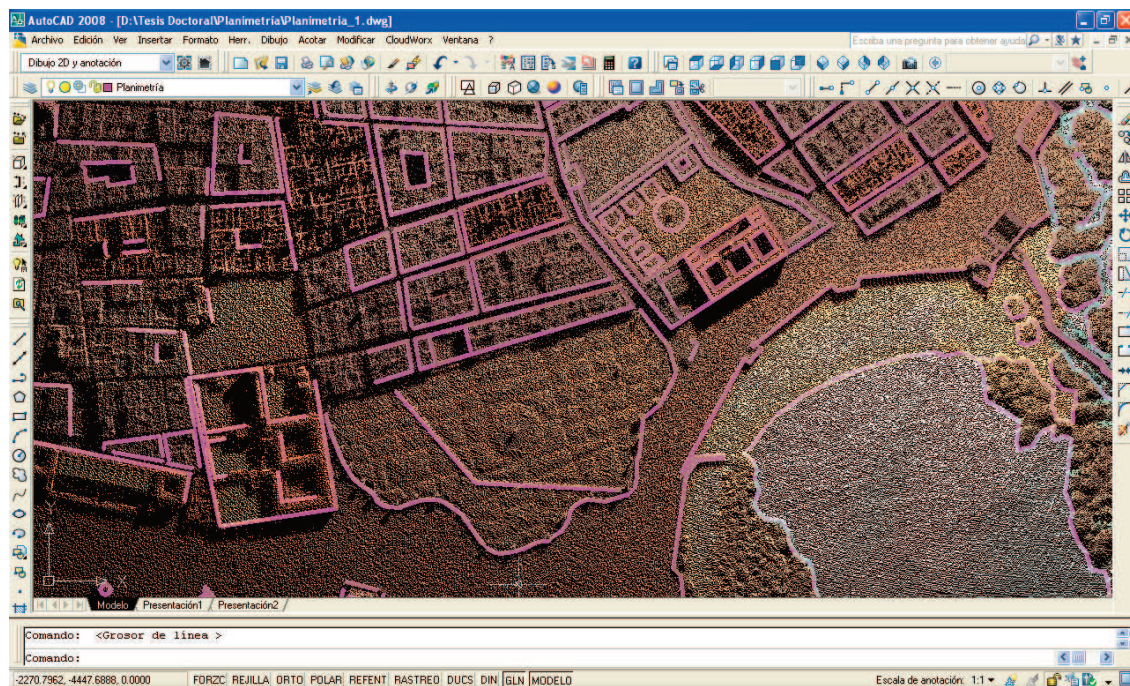 AutoCAD 2008 - [D:\Tesis Doctoral\Planimetría\Planimetria_1.dwg]
Archivo Edición Ver Insertar Formato Herr. Dibujo Acotar Modificar CloudWorx Ventana ? Escriba una pregunta para obtener ayuda
Dibujo 2D y anotación
Planimetría
Y
X
Modelo Presentación1 Presentación2
Comando: <Grosor de línea >
Comando:
-2270.7962, -4447.6888, 0.0000 FORZC REJILLA ORTO POLAR REFENT RASTREO DUCS DIN GLN MODELO Escala de anotación: 1:1